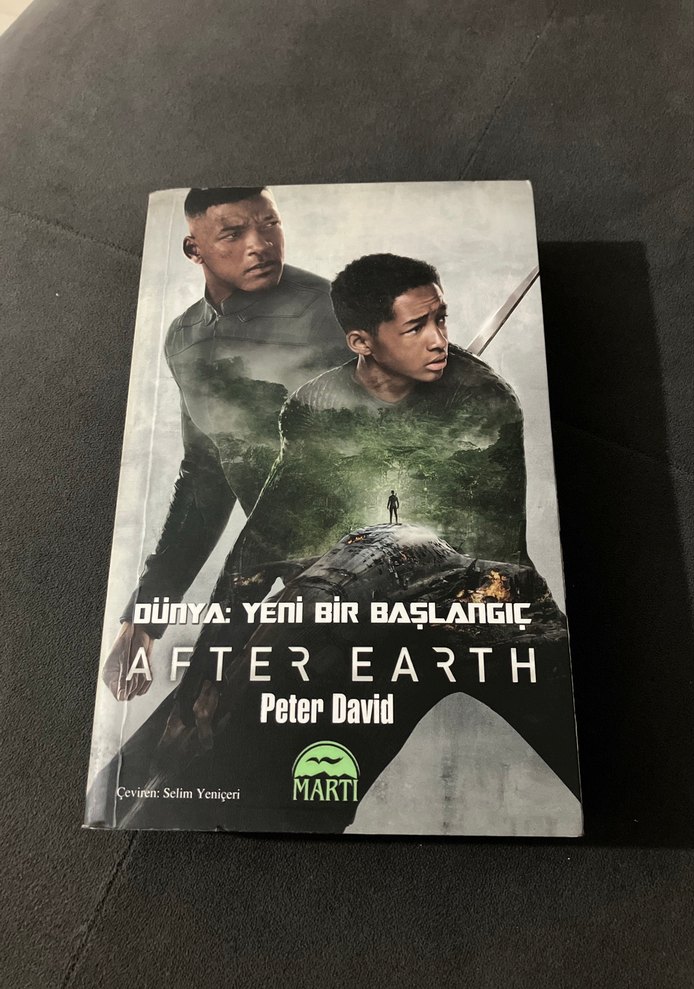 DÜNYA: YENİ BİR BAŞLANGIÇ
AFTER EARTH
Peter David
MARTI
Çeviren: Selim Yeniçeri